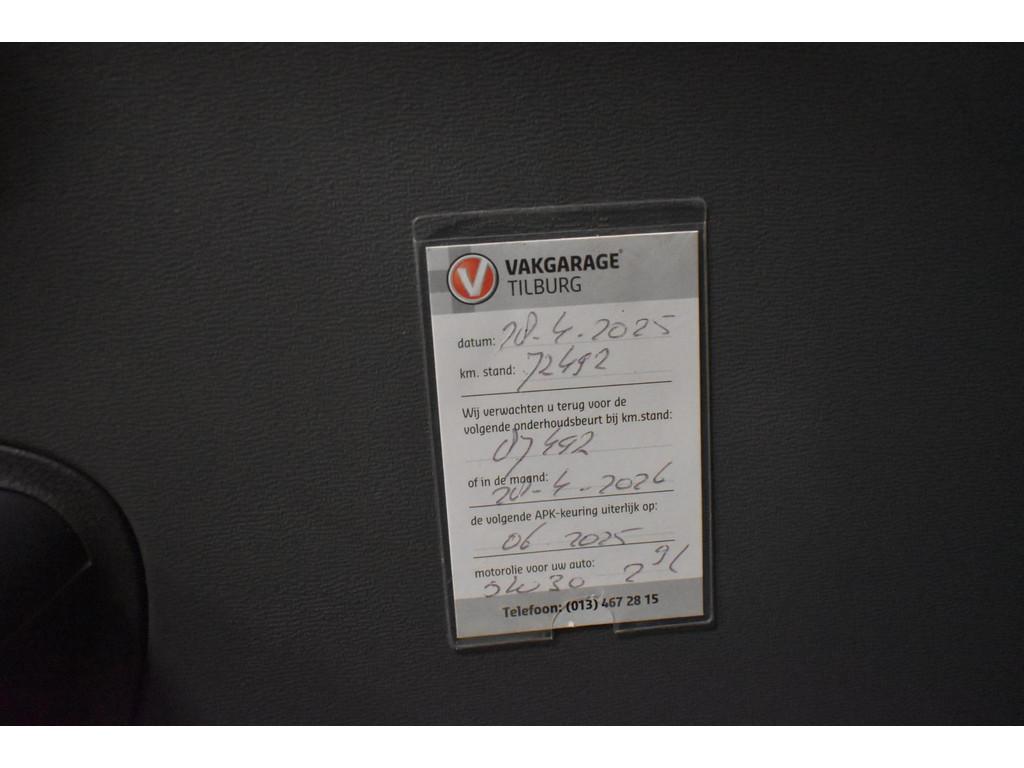 V VAKGARAGE®
TILBURG
datum: 28-4-2025
km. stand: 72492
Wij verwachten u terug voor de
volgende onderhoudsbeurt bij km.stand:
87492
of in de maand:
28-4-2026
de volgende APK-keuring uiterlijk op:
06 2025
motorolie voor uw auto:
5W30
Telefoon: (013) 467 28 15